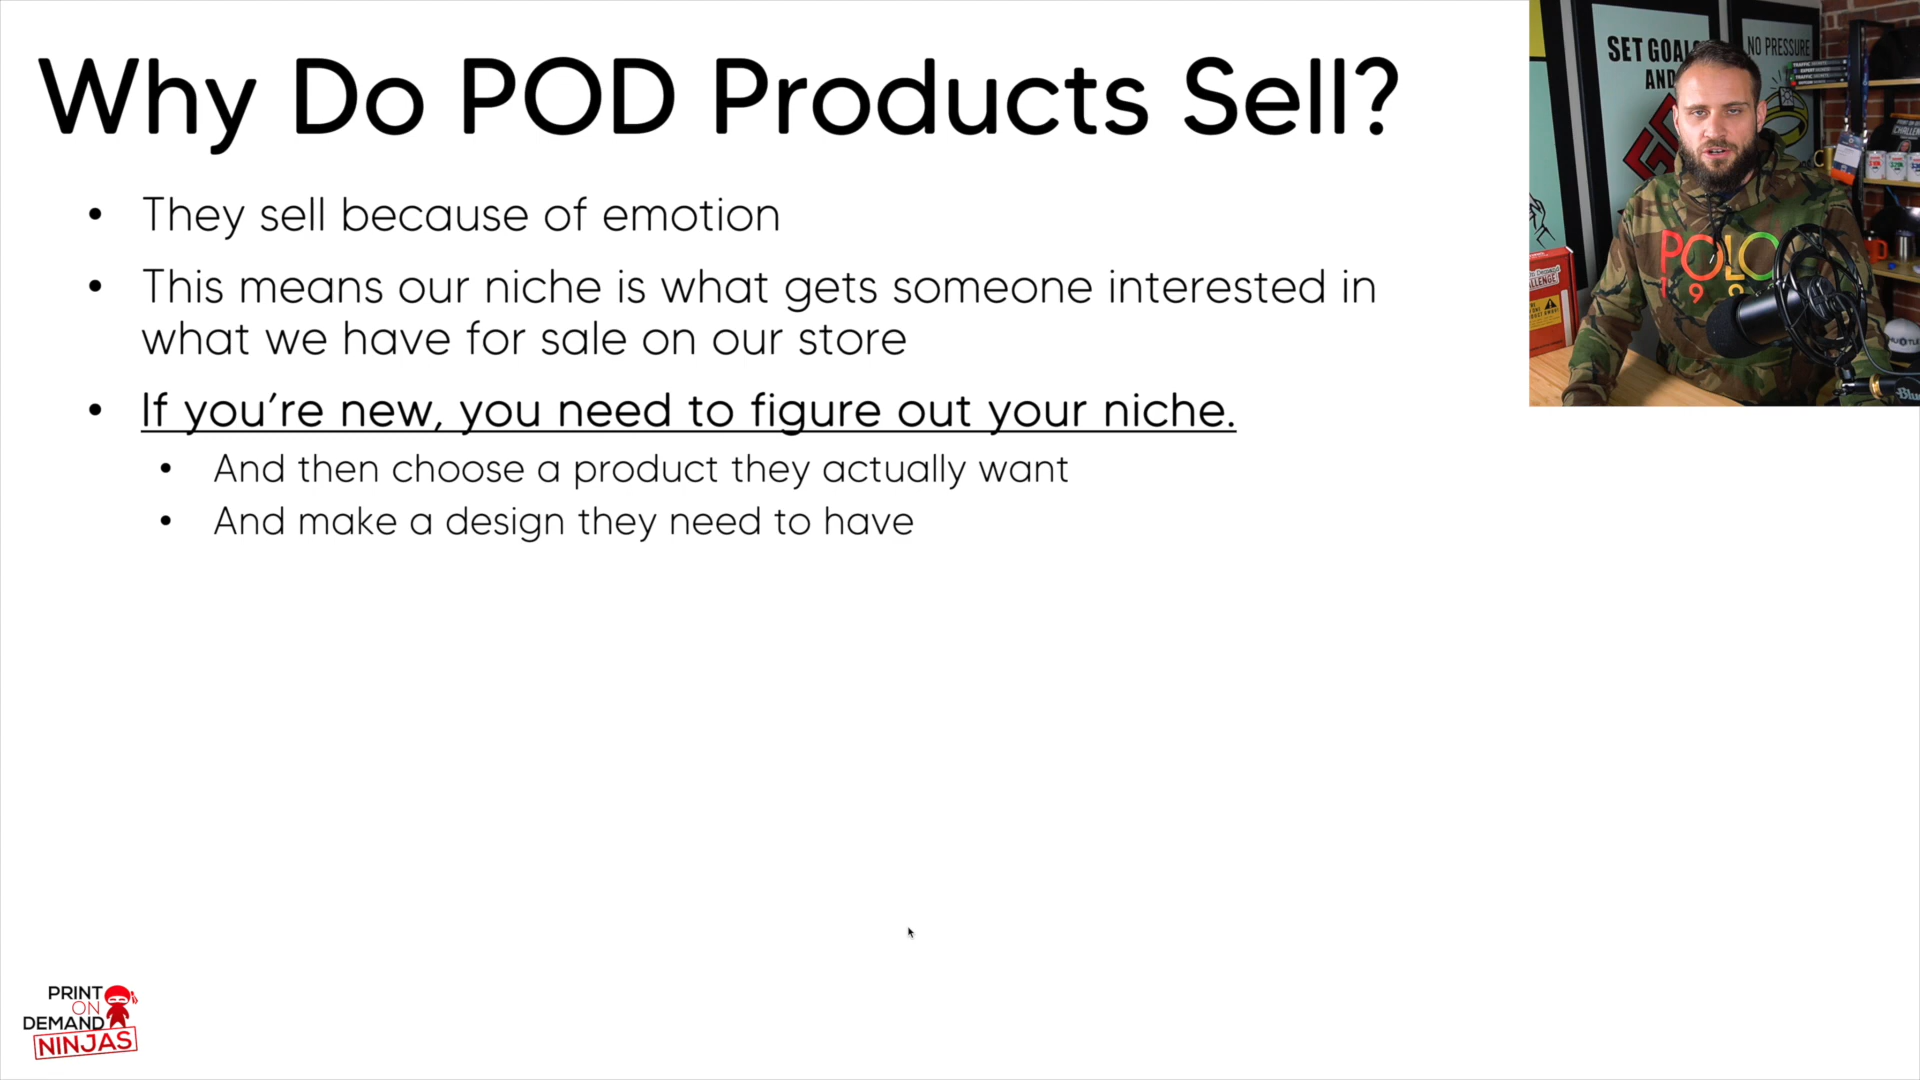 Why Do POD Products Sell?
• They sell because of emotion
• This means our niche is what gets someone interested in
what we have for sale on our store
• If you’re new, you need to figure out your niche.
• And then choose a product they actually want
• And make a design they need to have
SET GOALS
AND
NO PRESSURE
POLO
PRINT
ON
DEMAND
NINJAS